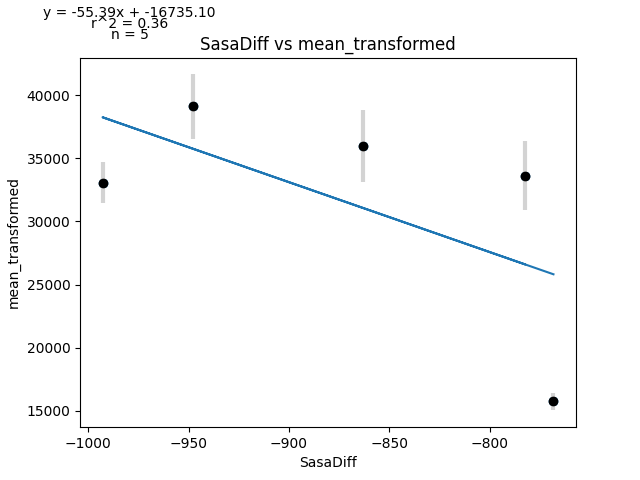 y = -55.39x + -16735.10
r^2 = 0.36
n = 5
SasaDiff vs mean_transformed
40000
35000
30000
25000
20000
15000
mean_transformed
−1000
−950
−900
−850
−800
SasaDiff